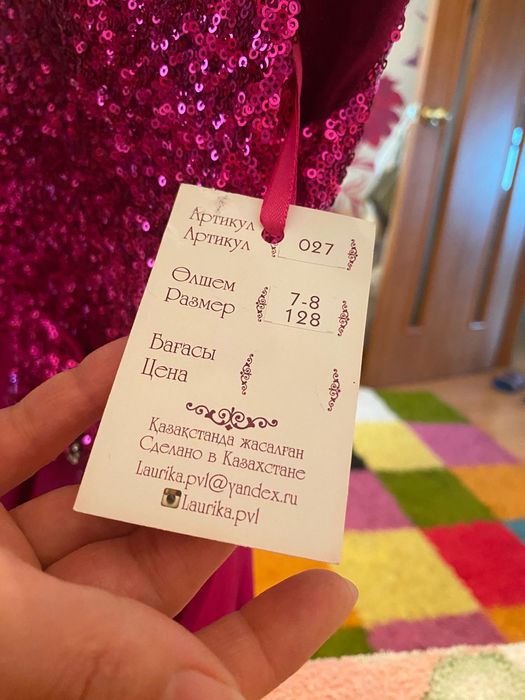 Артикул
Артикул
027
Өлшем
Размер
7-8
128
Бағасы
Цена
Казақстанда жасалған
Сделано в Казахстане
Laurika.pvl@yandex.ru
Laurika.pvl